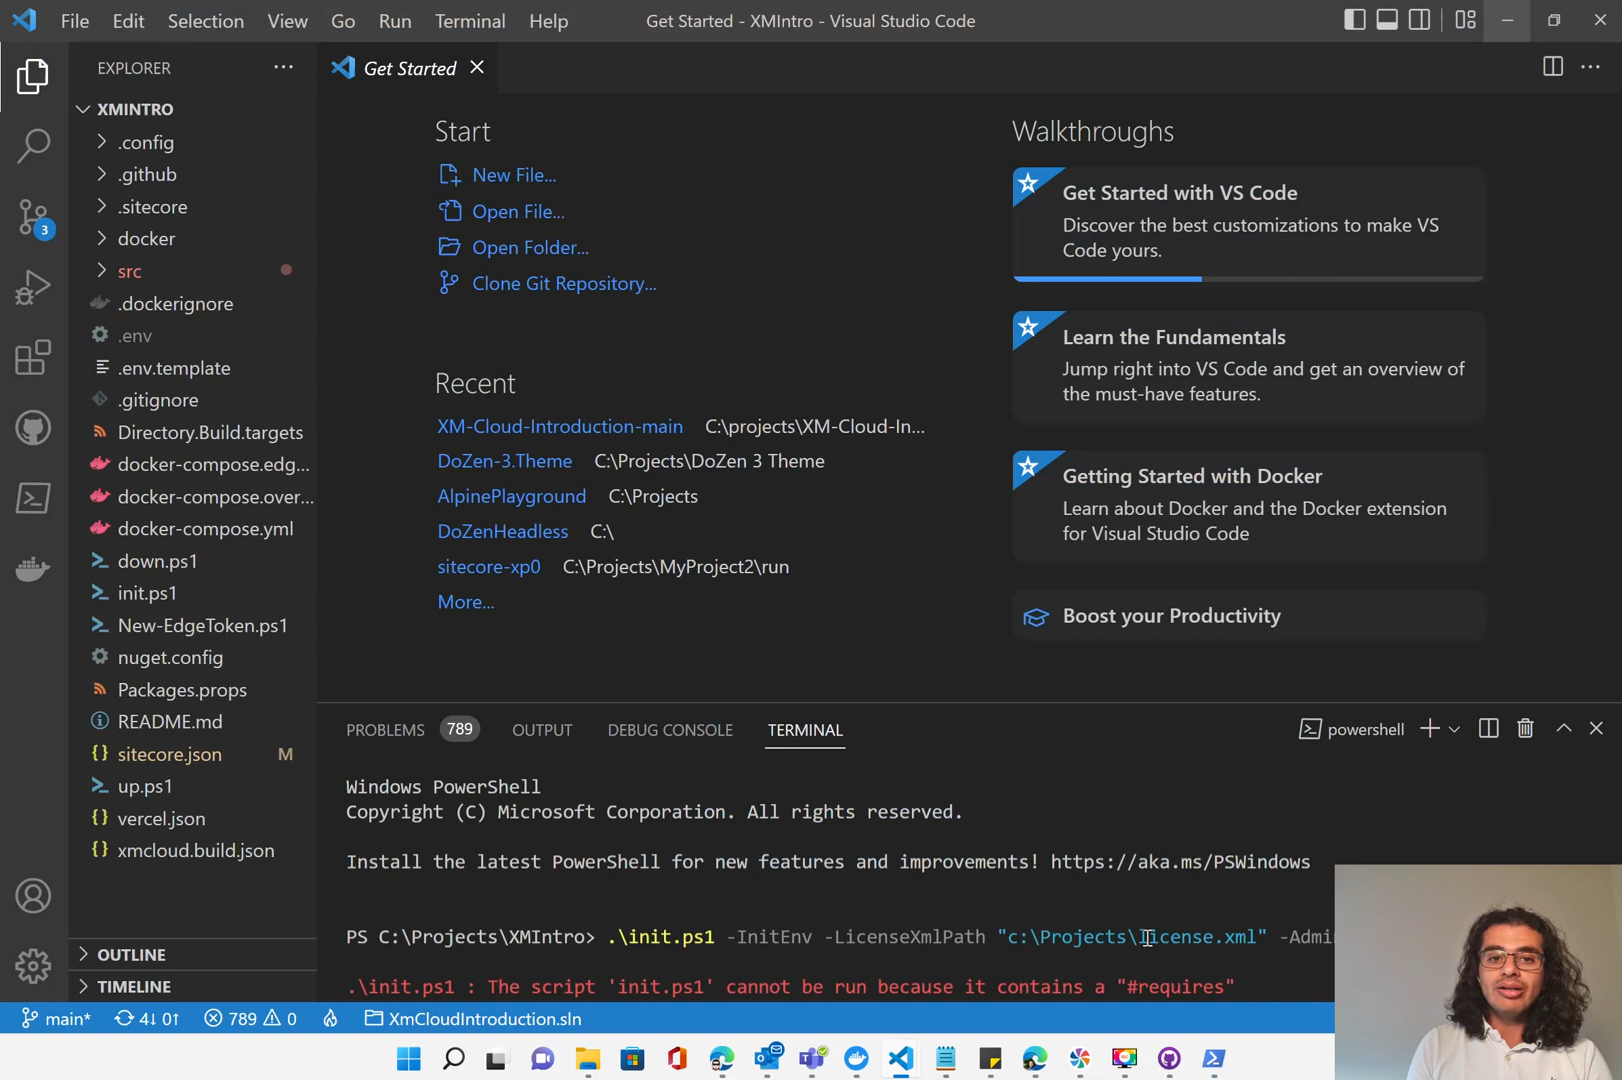 File Edit Selection View Go Run Terminal Help
Get Started - XMIntro - Visual Studio Code
EXPLORER
XMINTRO
.config
.github
.sitecore
docker
src
.dockerignore
.env
.env.template
.gitignore
Directory.Build.targets
docker-compose.edg...
docker-compose.over...
docker-compose.yml
down.ps1
init.ps1
New-EdgeToken.ps1
nuget.config
Packages.props
README.md
sitecore.json M
up.ps1
vercel.json
xmcloud.build.json
OUTLINE
TIMELINE
3
Get Started
Start
New File...
Open File...
Open Folder...
Clone Git Repository...
Recent
XM-Cloud-Introduction-main C:\projects\XM-Cloud-In...
DoZen-3.Theme C:\Projects\DoZen 3 Theme
AlpinePlayground C:\Projects
DoZenHeadless C:\
sitecore-xp0 C:\Projects\MyProject2\run
More...
Walkthroughs
Get Started with VS Code
Discover the best customizations to make VS
Code yours.
Learn the Fundamentals
Jump right into VS Code and get an overview of
the must-have features.
Getting Started with Docker
Learn about Docker and the Docker extension
for Visual Studio Code
Boost your Productivity
PROBLEMS 789 OUTPUT DEBUG CONSOLE TERMINAL
powershell
Windows PowerShell
Copyright (C) Microsoft Corporation. All rights reserved.
Install the latest PowerShell for new features and improvements! https://aka.ms/PSWindows
PS C:\Projects\XMIntro> .\init.ps1 -InitEnv -LicenseXmlPath "c:\Projects\license.xml" -Admin
.\init.ps1 : The script 'init.ps1' cannot be run because it contains a "#requires"
main* 4↓ 0↑ 789 0 XmCloudIntroduction.sln